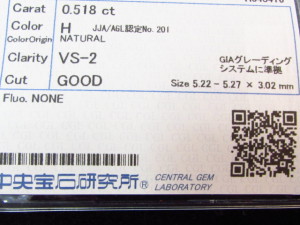 Carat 0.518 ct
Color H JJA/AGL認定No. 201
ColorOrigin NATURAL
Clarity VS-2
GIAグレーディング
システムに準拠
Cut GOOD
Size 5.22 - 5.27 × 3.02 mm
Fluo. NONE
中央宝石研究所®
CENTRAL GEM
LABORATORY